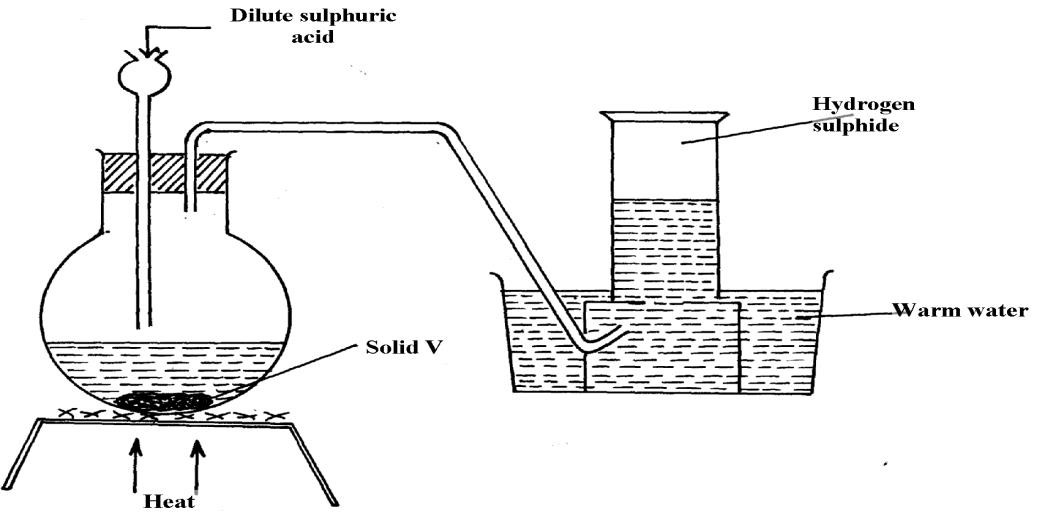 Dilute sulphuric
acid
Hydrogen
sulphide
Warm water
Solid V
Heat